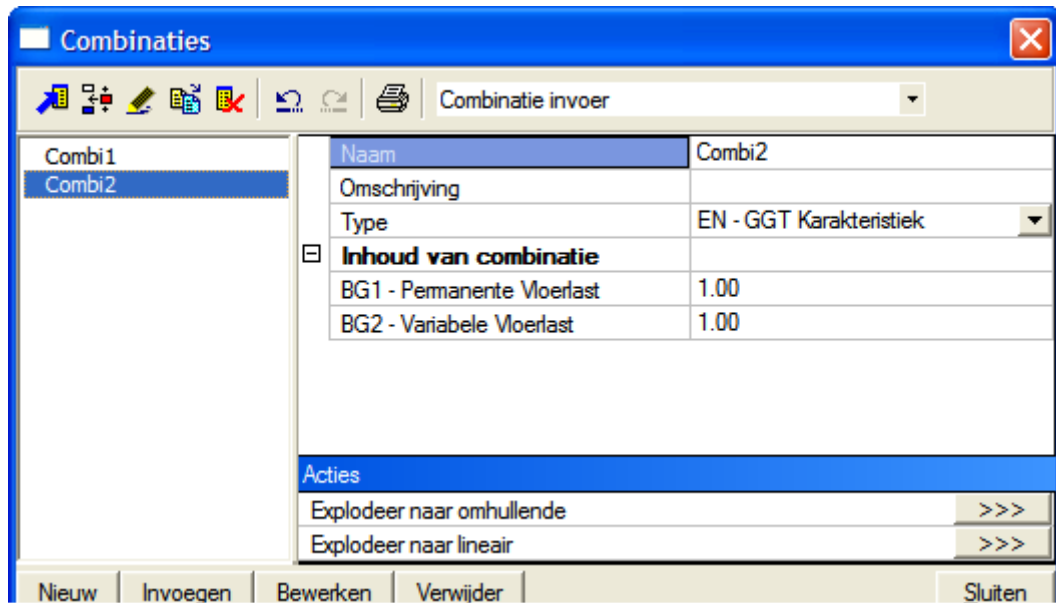 Combinaties
Combinatie invoer
Combi1
Combi2
Naam Combi2
Omschrijving
Type EN - GGT Karakteristiek
Inhoud van combinatie
BG1 - Permanente Vloerlast 1.00
BG2 - Variabele Vloerlast 1.00
Acties
Explodeer naar omhullende >>>
Explodeer naar lineair >>>
Nieuw Invoegen Bewerken Verwijder Sluiten